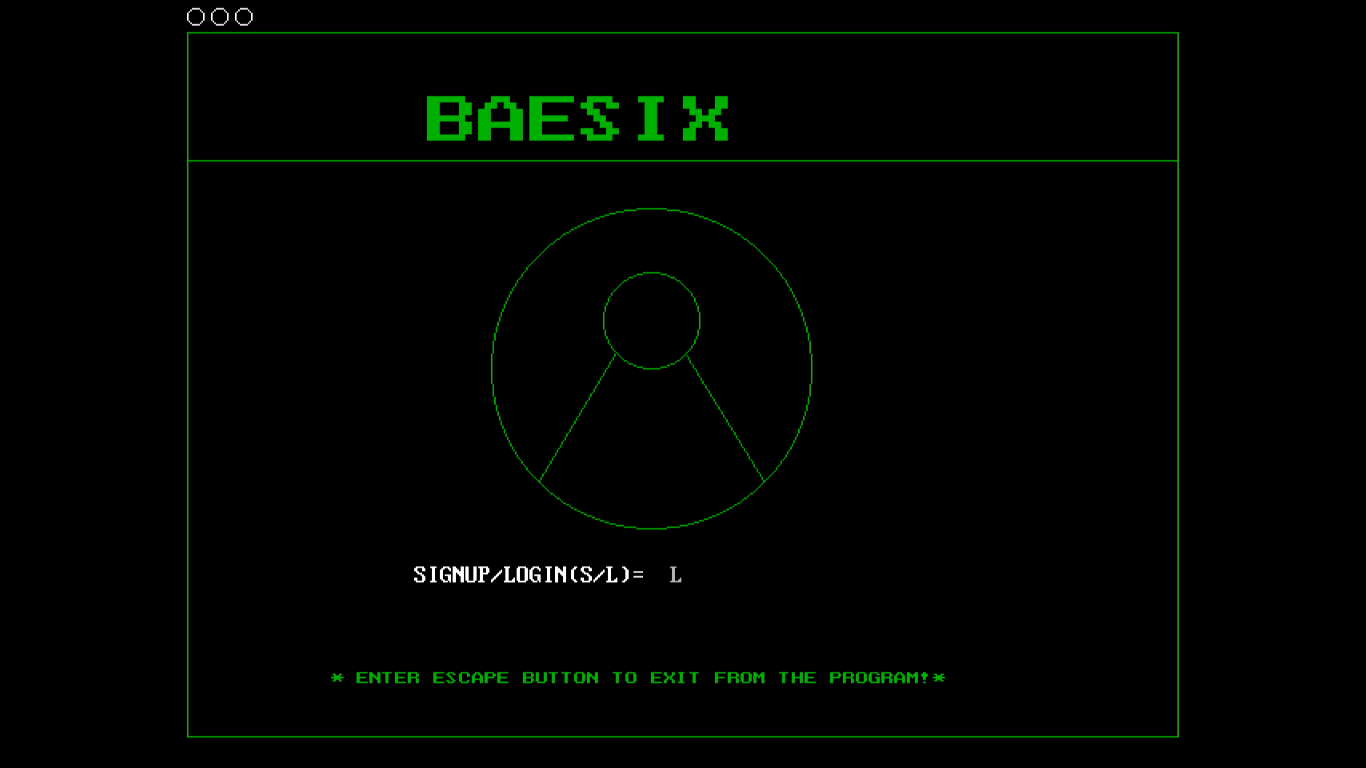 BAESIX
SIGNUP/LOGIN(S/L)= L
* ENTER ESCAPE BUTTON TO EXIT FROM THE PROGRAM!*